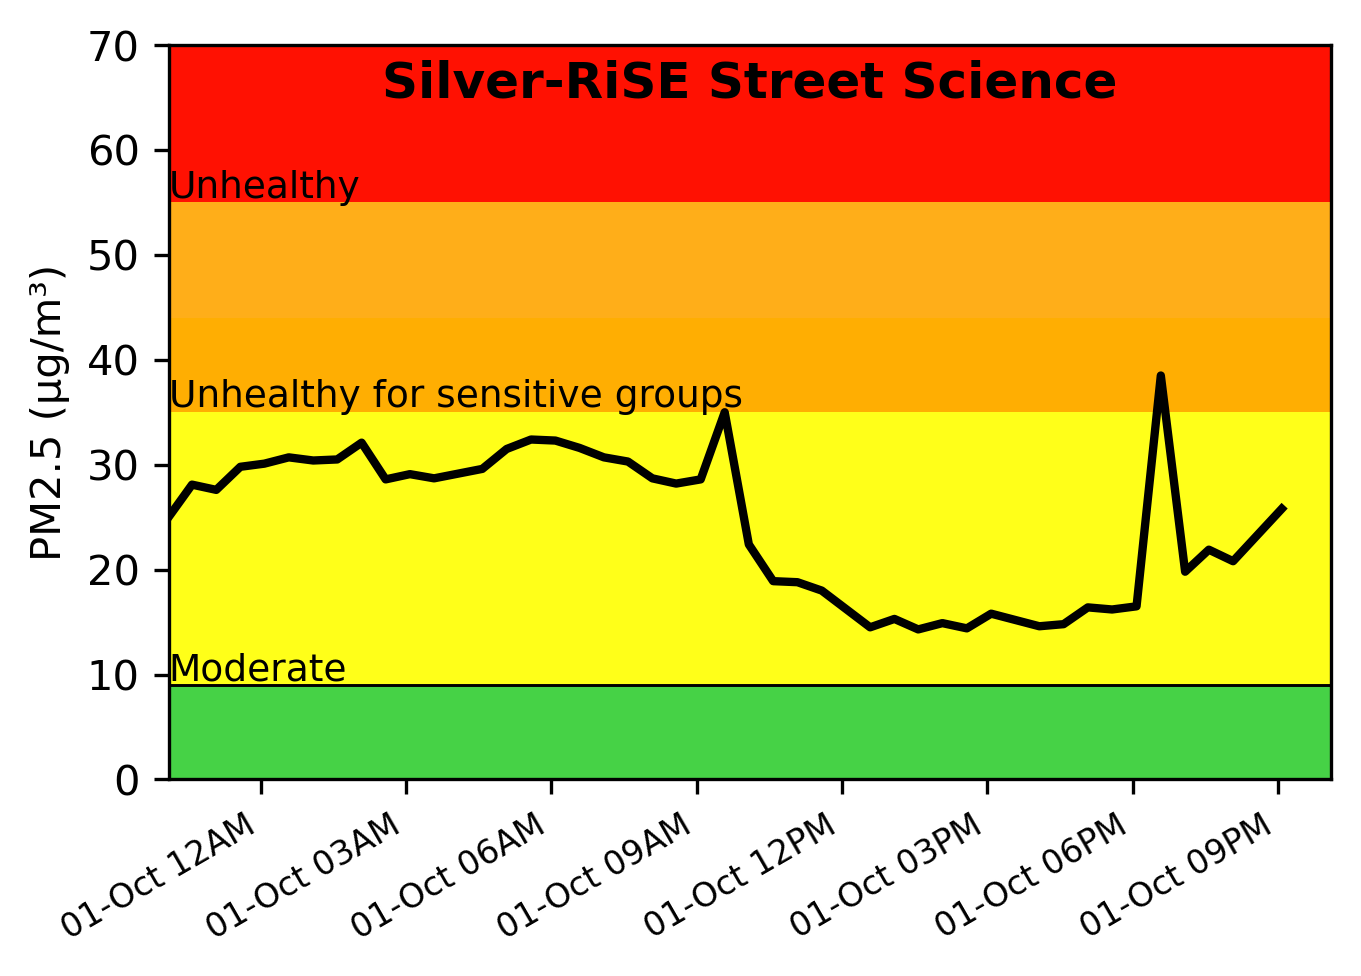 Silver-RiSE Street Science
70
60
Unhealthy
50
40
Unhealthy for sensitive groups
30
20
Moderate
10
0
PM2.5 (μg/m³)
01-Oct 12AM
01-Oct 03AM
01-Oct 06AM
01-Oct 09AM
01-Oct 12PM
01-Oct 03PM
01-Oct 06PM
01-Oct 09PM